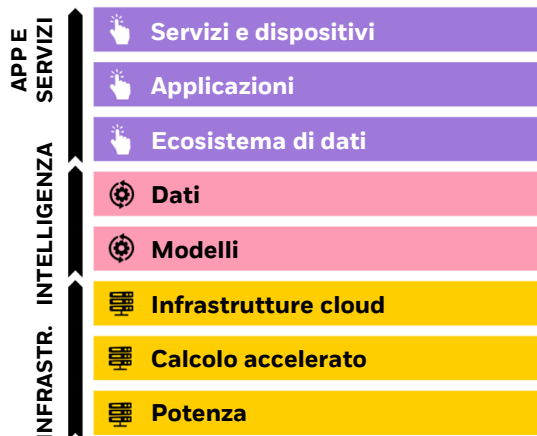 APP E
SERVIZI
Servizi e dispositivi
Applicazioni
Ecosistema di dati
INTELLIGENZA
Dati
Modelli
INFRASTR.
Infrastrutture cloud
Calcolo accelerato
Potenza